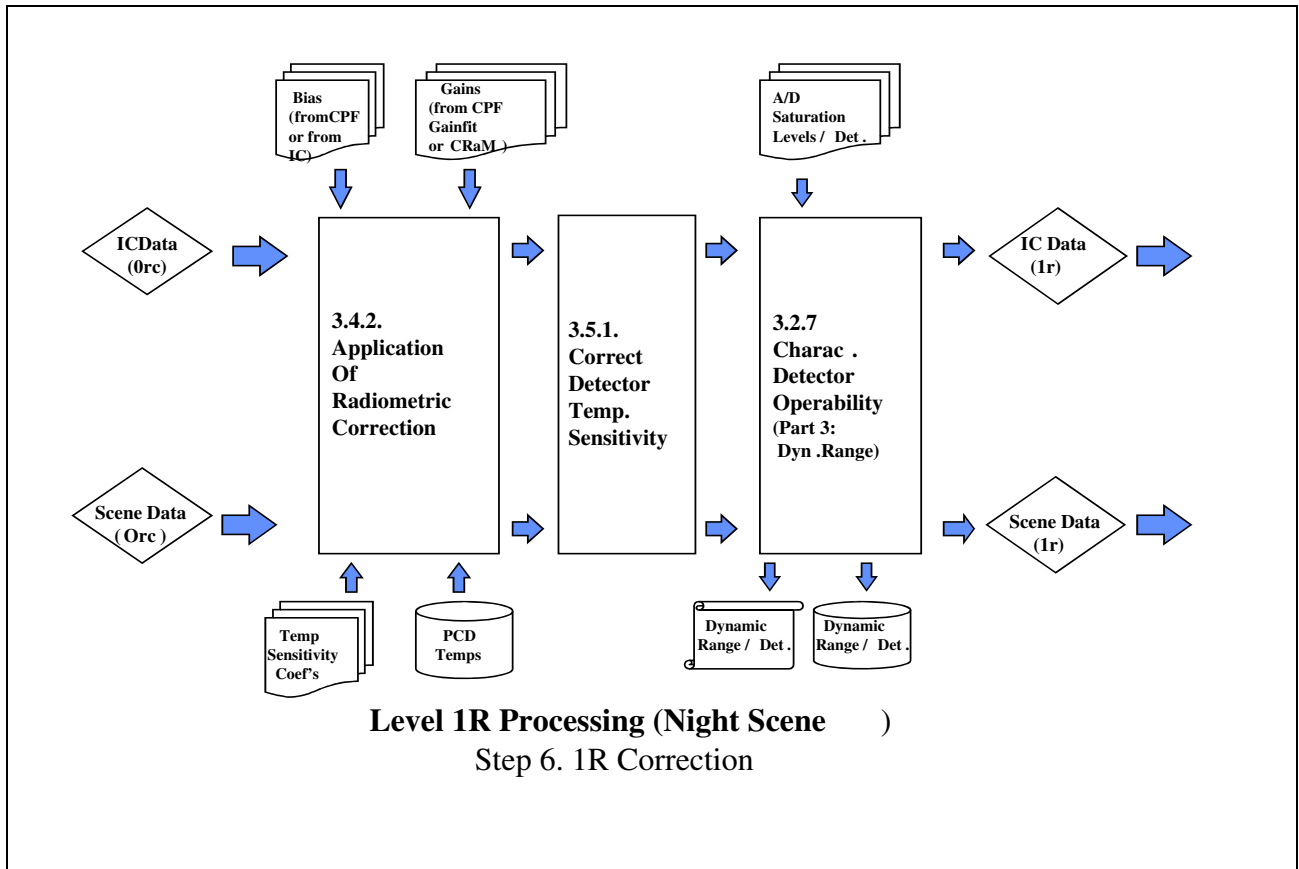 Bias
(fromCPF
or from
IC)
Gains
(from CPF
Gainfit
or CRaM )
A/D
Saturation
Levels / Det .
ICData
(0rc)
3.4.2.
Application
Of
Radiometric
Correction
3.5.1.
Correct
Detector
Temp.
Sensitivity
3.2.7
Charac .
Detector
Operability
(Part 3:
Dyn .Range)
IC Data
(1r)
Scene Data
( Orc )
Scene Data
(1r)
Temp
Sensitivity
Coef's
PCD
Temps
Dynamic
Range / Det .
Dynamic
Range / Det .
Level 1R Processing (Night Scene )
Step 6. 1R Correction